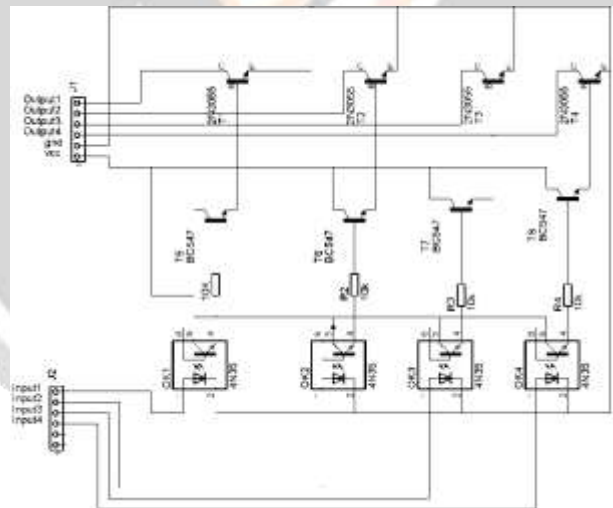 J1
Output1
Output2
Output3
Output4
gnd
vcc
2N3055
T1
2N3055
T2
2N3055
T3
2N3055
T4
T5
BC547
T6
BC547
T7
BC547
T8
BC547
10k
R2
10k
R3
10k
R4
10k
OK1
4N35
OK2
4N35
OK3
4N35
OK4
4N35
J2
input1
input2
input3
input4